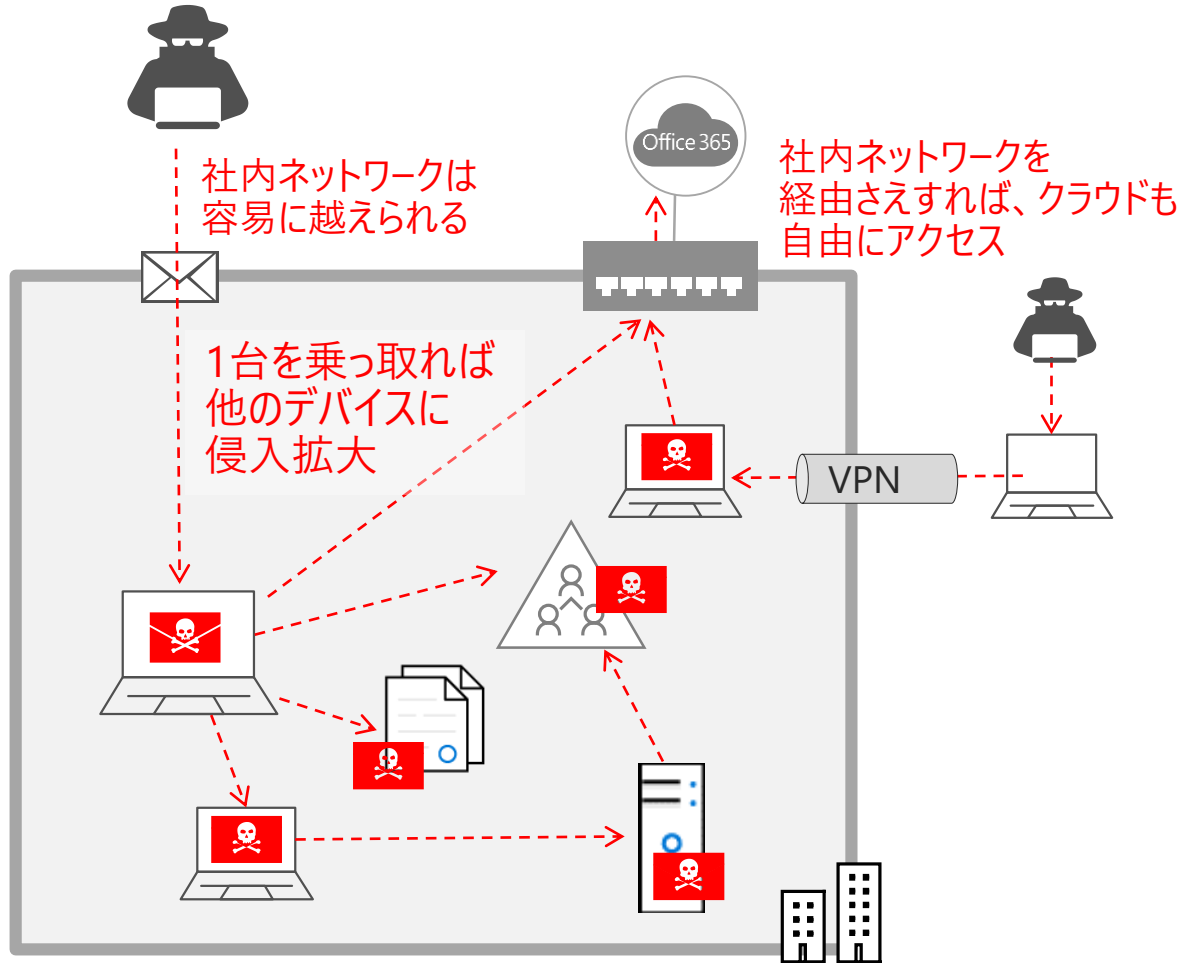 社内ネットワークは
容易に越えられる
Office 365
社内ネットワークを
経由さえすれば、クラウドも
自由にアクセス
1台を乗っ取れば
他のデバイスに
侵入拡大
VPN